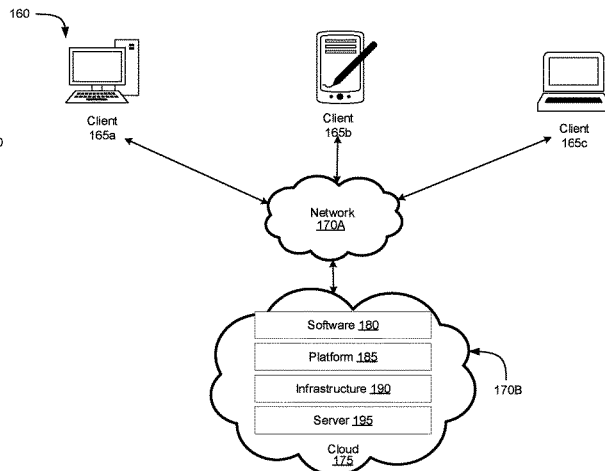 160
Client
165a
Client
165b
Client
165c
Network
170A
Software 180
Platform 185
Infrastructure 190
Server 195
170B
Cloud
175